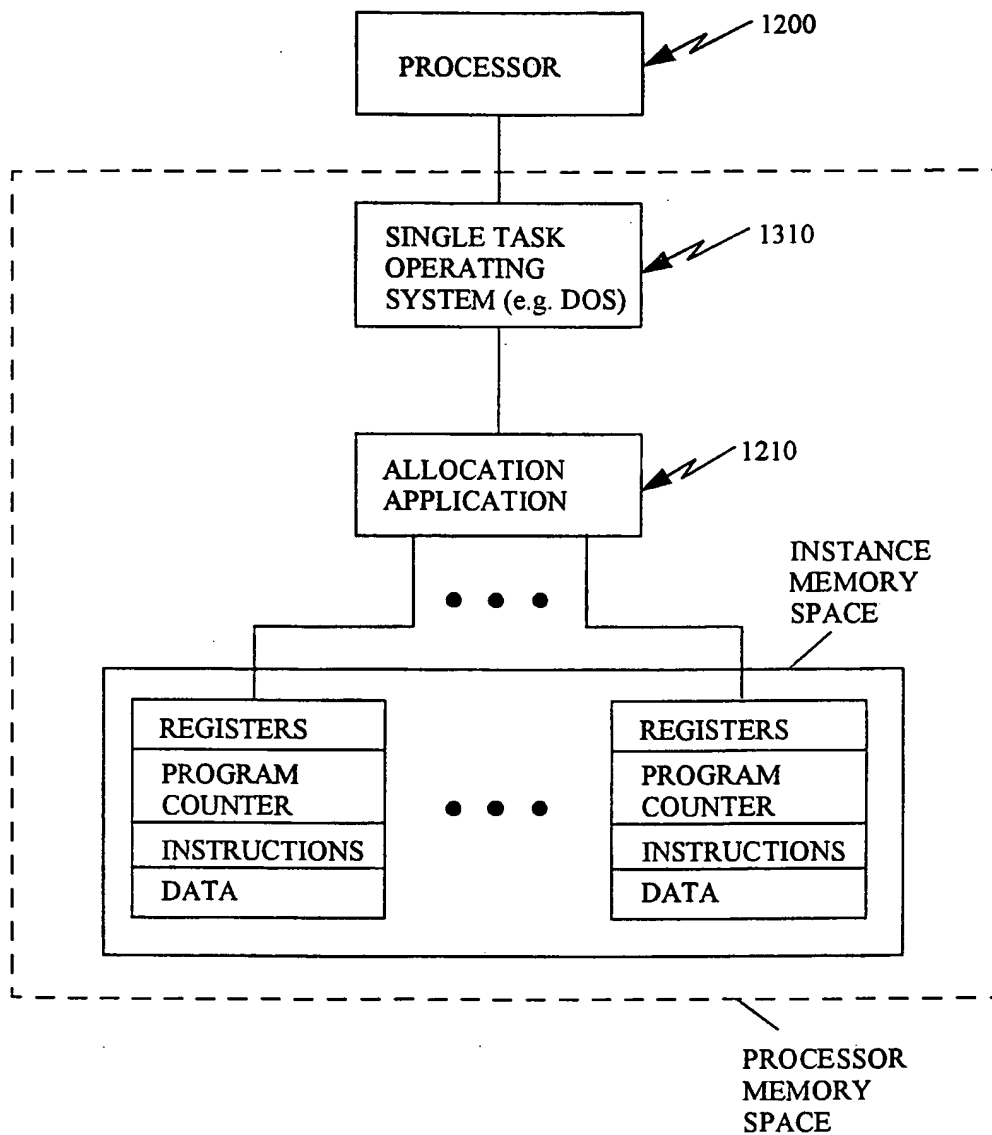 1200
PROCESSOR
SINGLE TASK
OPERATING
SYSTEM (e.g. DOS)
1310
ALLOCATION
APPLICATION
1210
INSTANCE
MEMORY
SPACE
REGISTERS
PROGRAM
COUNTER
INSTRUCTIONS
DATA
REGISTERS
PROGRAM
COUNTER
INSTRUCTIONS
DATA
PROCESSOR
MEMORY
SPACE